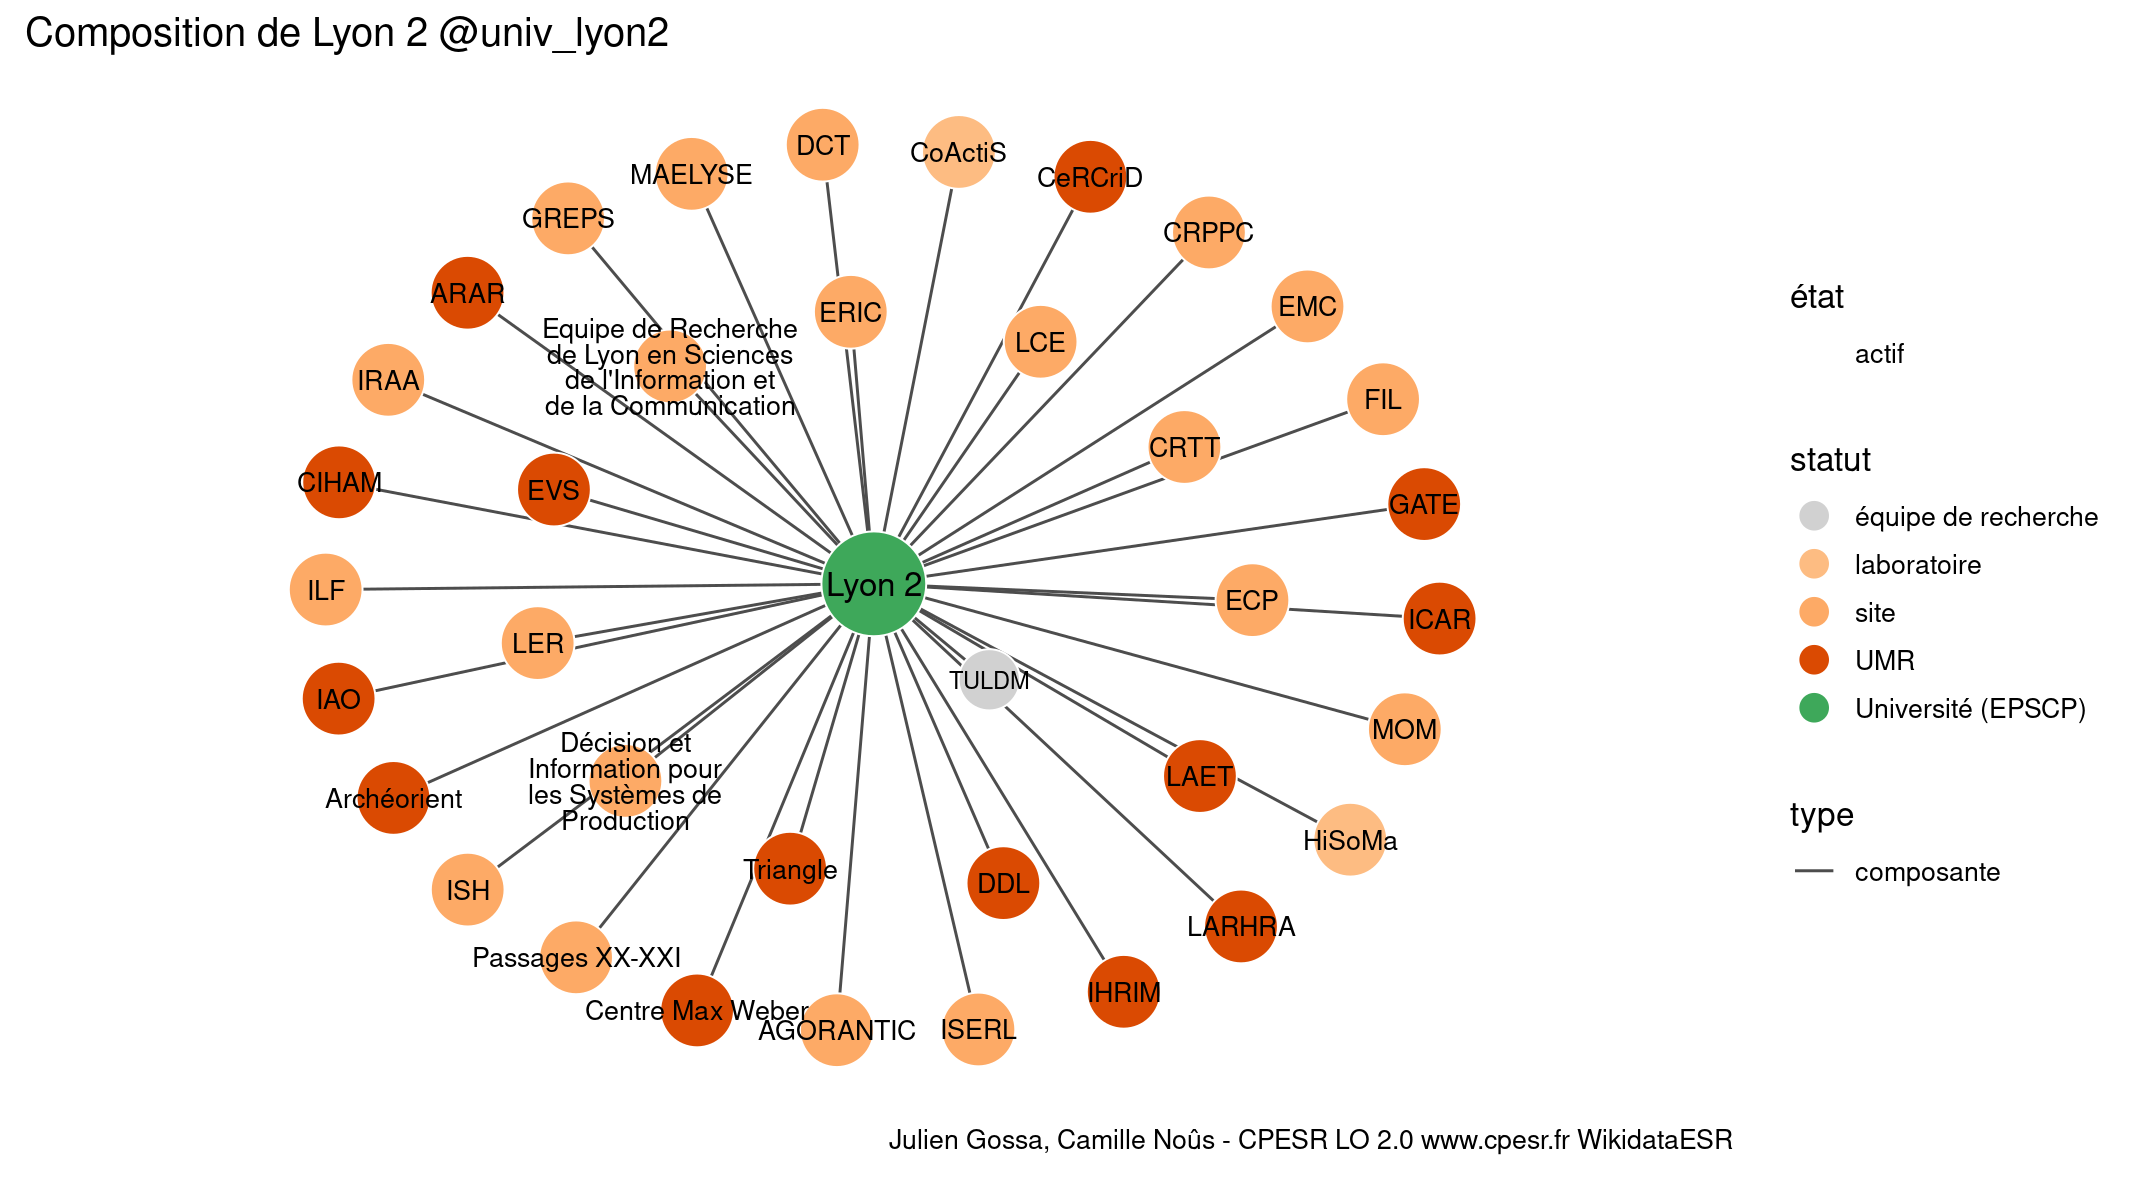 Composition de Lyon 2 @univ_lyon2
DCT
CoActiS
MAELYSE
CeRCriD
GREPS
CRPPC
ARAR
ERIC
EMC
Equipe de Recherche
de Lyon en Sciences
de l'Information et
de la Communication
LCE
IRAA
FIL
CRTT
CIHAM
EVS
GATE
Lyon 2
ILF
ECP
ICAR
LER
TULDM
IAO
MOM
Décision et
Information pour
les Systèmes de
Production
LAET
Archéorient
HiSoMa
Triangle
DDL
ISH
LARHRA
Passages XX-XXI
IHRIM
Centre Max Weber
AGORANTIC
ISERL
état
actif
statut
équipe de recherche
laboratoire
site
UMR
Université (EPSCP)
type
composante
Julien Gossa, Camille Noûs - CPESR LO 2.0 www.cpesr.fr WikidataESR